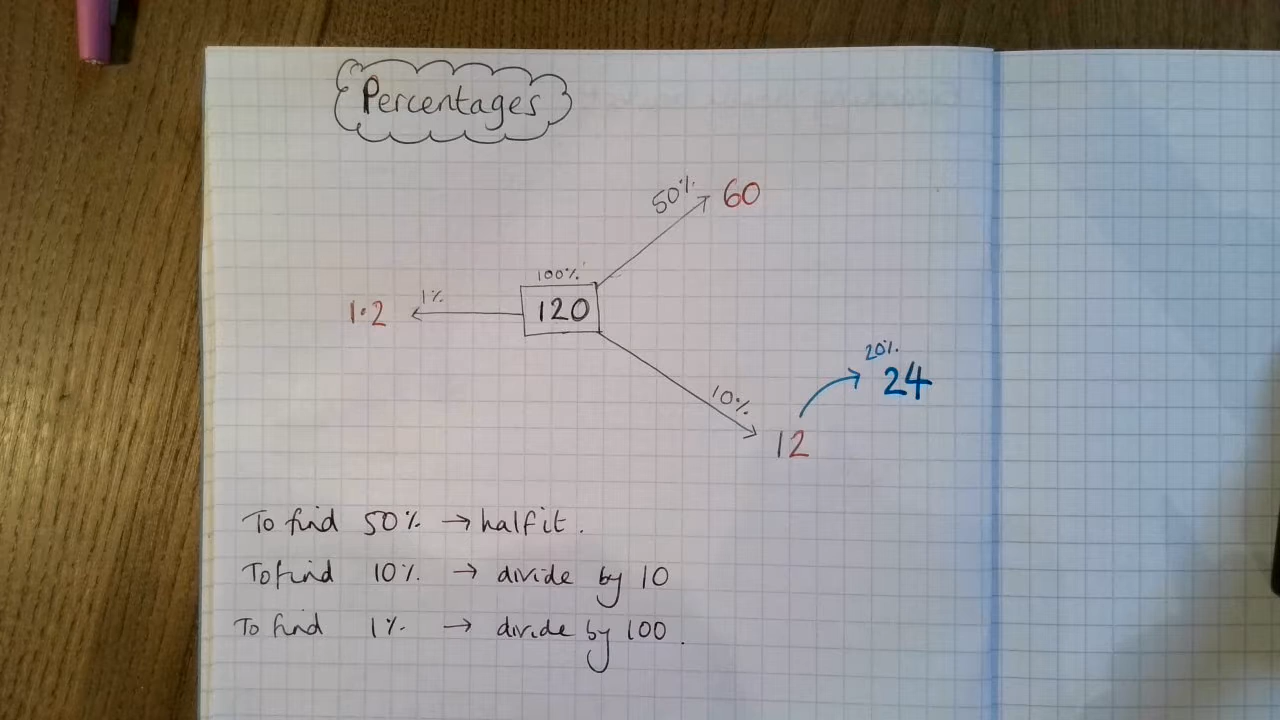 Percentages
50% 60
100%
1.2 1% 120
20%
24
10%
12
To find 50% → half it.
To find 10% → divide by 10
To find 1% → divide by 100.